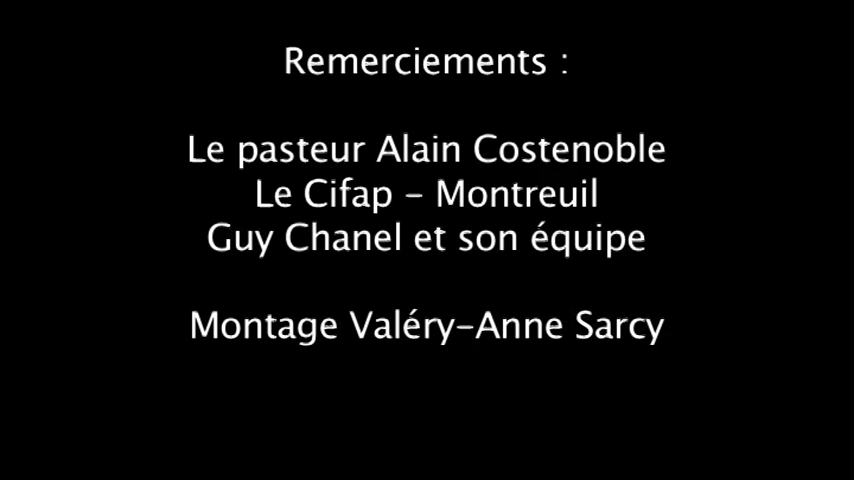 Remerciements :
Le pasteur Alain Costenoble
Le Cifap - Montreuil
Guy Chanel et son équipe
Montage Valéry-Anne Sarcy